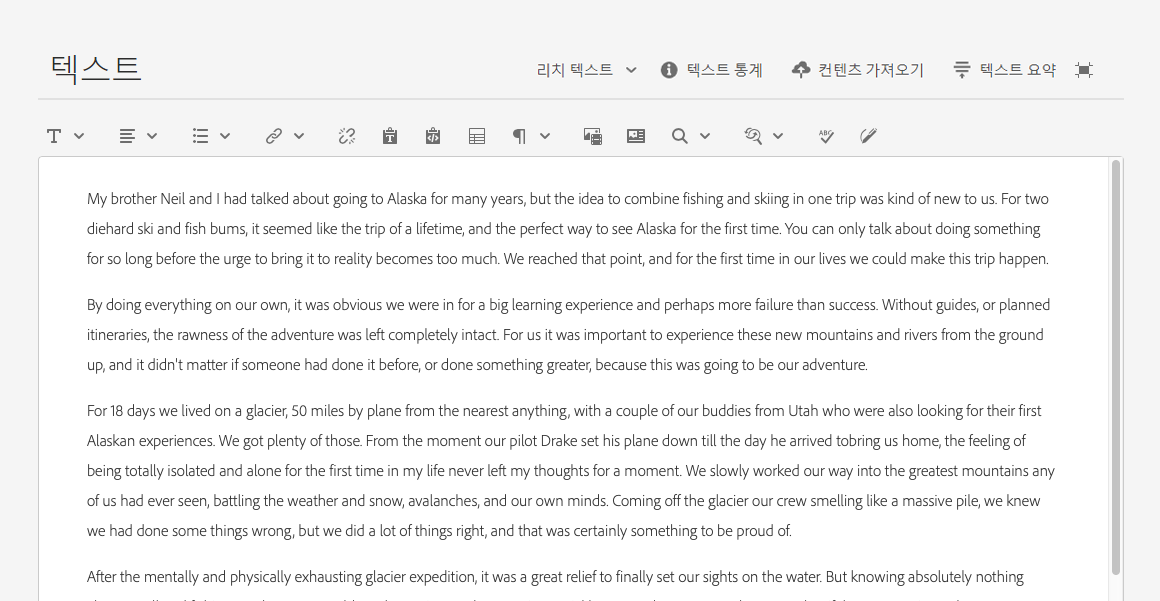 텍스트
리치 텍스트
텍스트 통계
컨텐츠 가져오기
텍스트 요약
My brother Neil and I had talked about going to Alaska for many years, but the idea to combine fishing and skiing in one trip was kind of new to us. For two
diehard ski and fish bums, it seemed like the trip of a lifetime, and the perfect way to see Alaska for the first time. You can only talk about doing something
for so long before the urge to bring it to reality becomes too much. We reached that point, and for the first time in our lives we could make this trip happen.
By doing everything on our own, it was obvious we were in for a big learning experience and perhaps more failure than success. Without guides, or planned
itineraries, the rawness of the adventure was left completely intact. For us it was important to experience these new mountains and rivers from the ground
up, and it didn't matter if someone had done it before, or done something greater, because this was going to be our adventure.
For 18 days we lived on a glacier, 50 miles by plane from the nearest anything, with a couple of our buddies from Utah who were also looking for their first
Alaskan experiences. We got plenty of those. From the moment our pilot Drake set his plane down till the day he arrived tobring us home, the feeling of
being totally isolated and alone for the first time in my life never left my thoughts for a moment. We slowly worked our way into the greatest mountains any
of us had ever seen, battling the weather and snow, avalanches, and our own minds. Coming off the glacier our crew smelling like a massive pile, we knew
we had done some things wrong, but we did a lot of things right, and that was certainly something to be proud of.
After the mentally and physically exhausting glacier expedition, it was a great relief to finally set our sights on the water. But knowing absolutely nothing